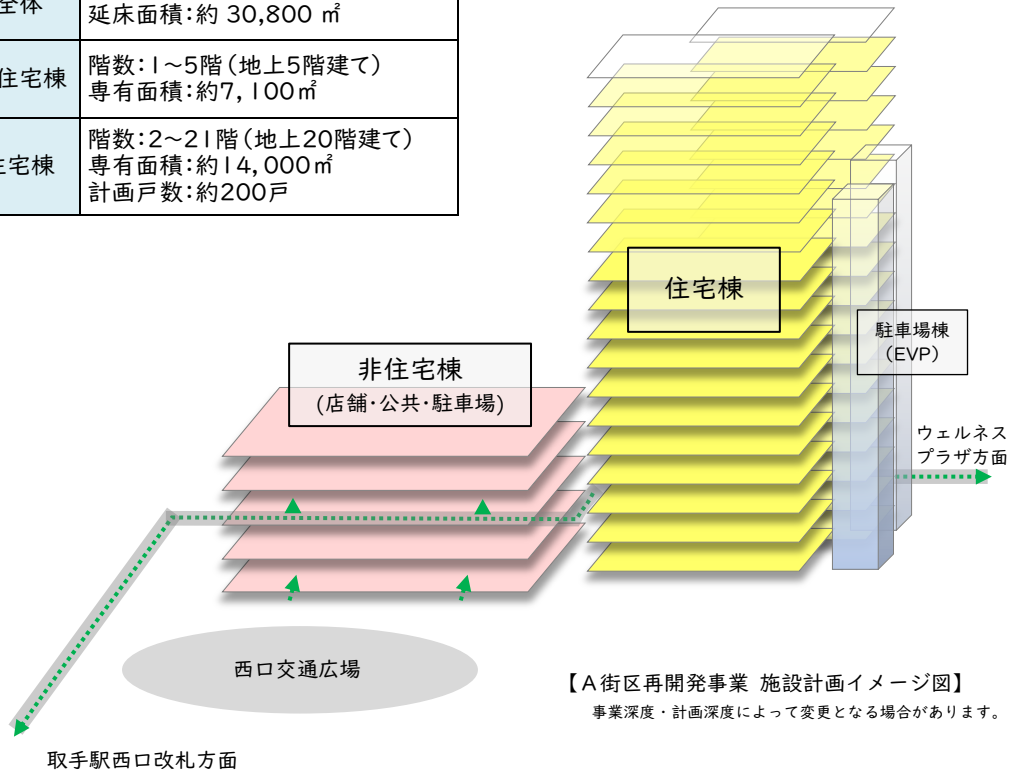 全体
延床面積:約 30,800 ㎡
住宅棟
階数:1~5階(地上5階建て)
専有面積:約7,100㎡
住宅棟
階数:2~21階(地上20階建て)
専有面積:約14,000㎡
計画戸数:約200戸
住宅棟
駐車場棟
(EVP)
非住宅棟
(店舗・公共・駐車場)
ウェルネス
プラザ方面
西口交通広場
【A街区再開発事業 施設計画イメージ図】
事業深度・計画深度によって変更となる場合があります。
取手駅西口改札方面